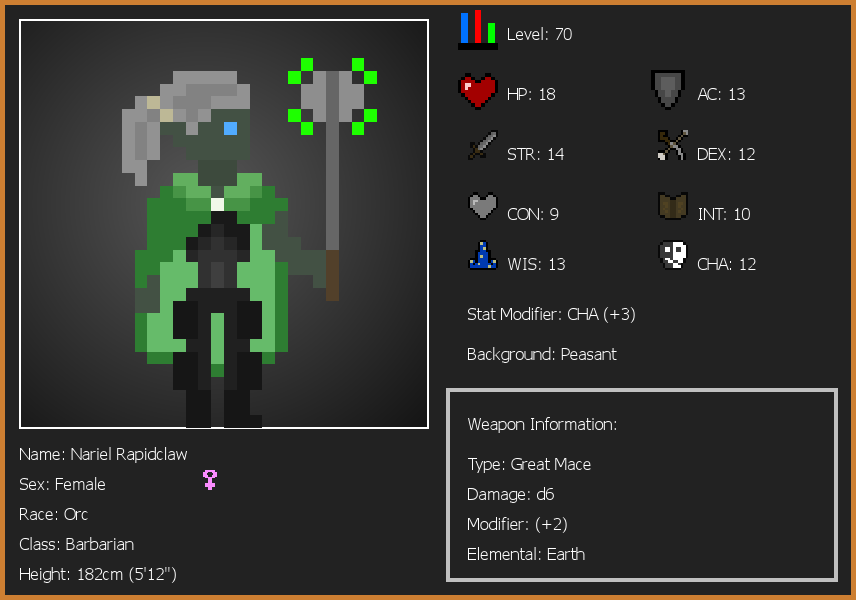 Level: 70
HP: 18
AC: 13
STR: 14
DEX: 12
CON: 9
INT: 10
WIS: 13
CHA: 12
Stat Modifier: CHA (+3)
Background: Peasant
Weapon Information:
Type: Great Mace
Damage: d6
Modifier: (+2)
Elemental: Earth
Name: Nariel Rapidclaw
Sex: Female
Race: Orc
Class: Barbarian
Height: 182cm (5'12")